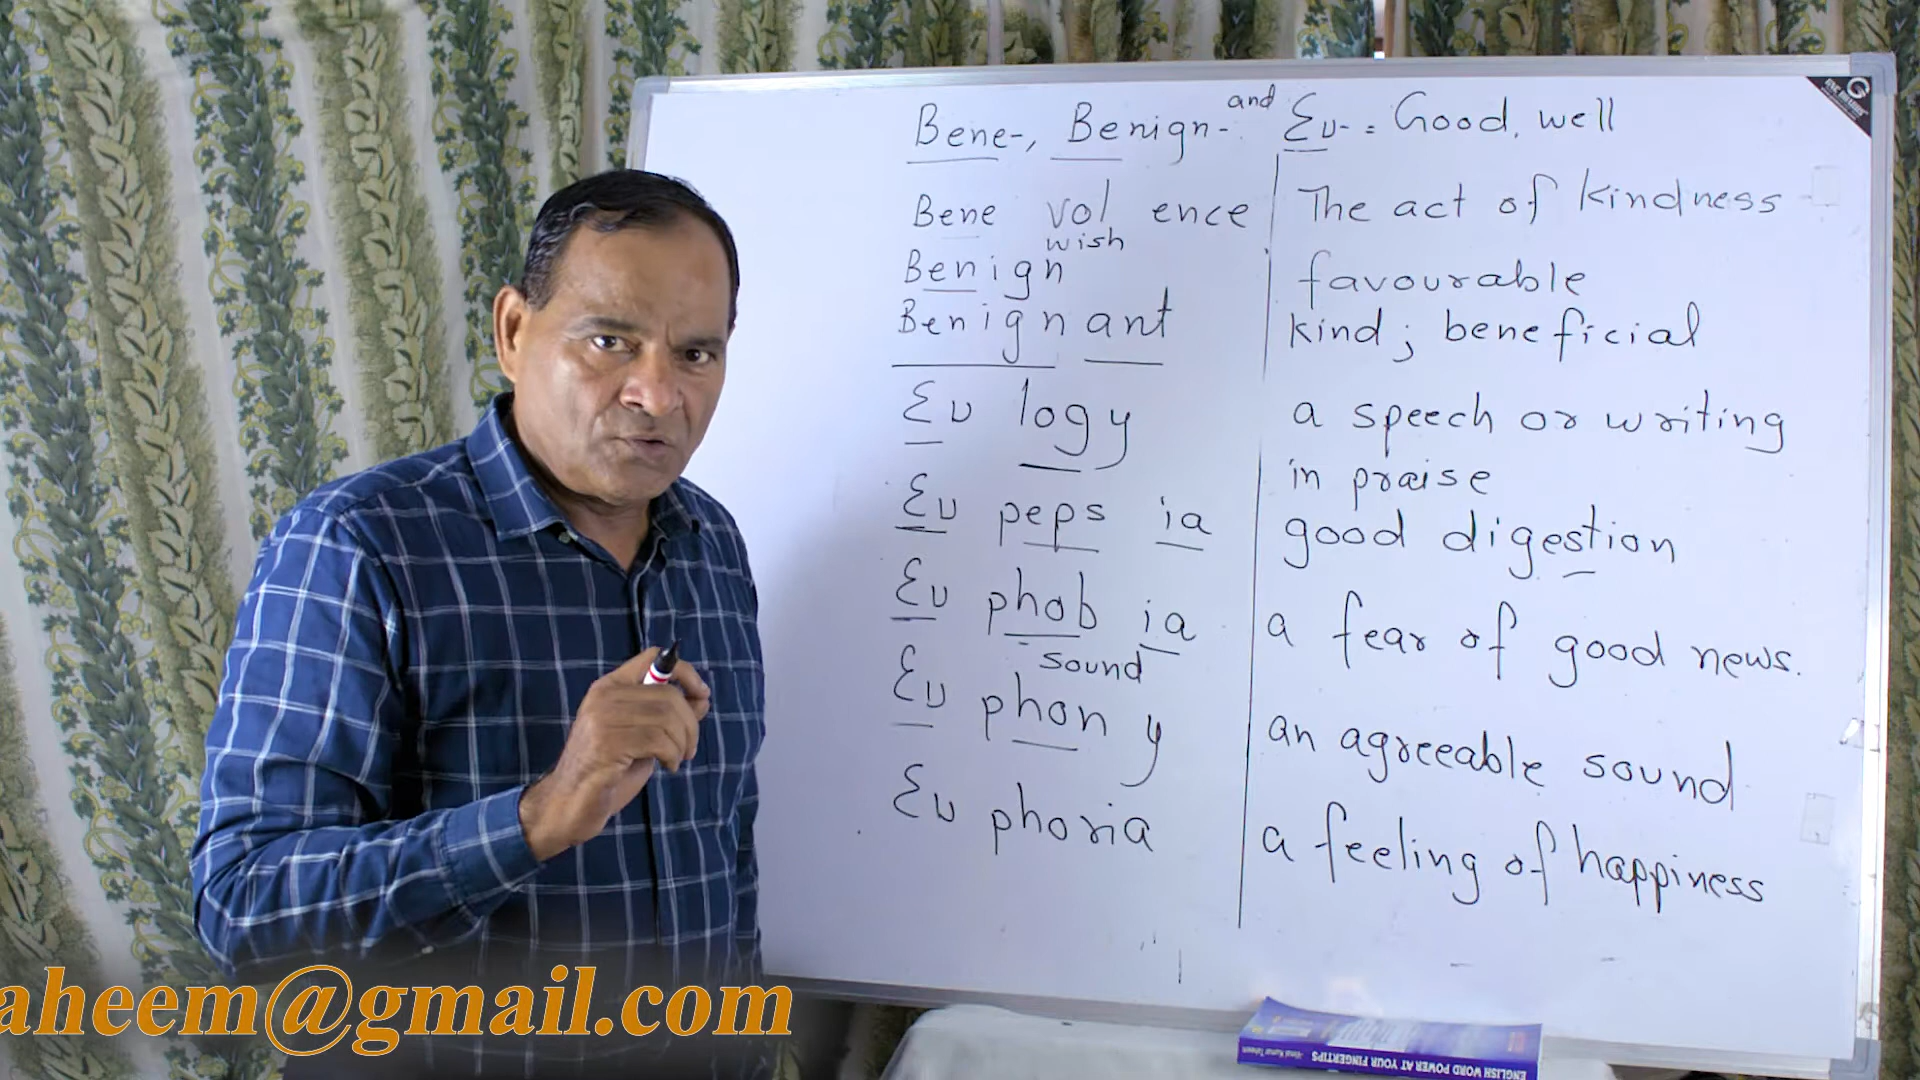 Bene-, Benign- and Eu- = Good, well
Bene vol ence The act of kindness
wish
Benign favourable
Benignant kind; beneficial
Eu logy a speech or writing
in praise
Eu peps ia good digestion
Eu phob ia a fear of good news.
sound
Eu phon y an agreeable sound
Eu phoria a feeling of happiness
aheem@gmail.com
ENGLISH WORD POWER AT YOUR FINGERTIPS